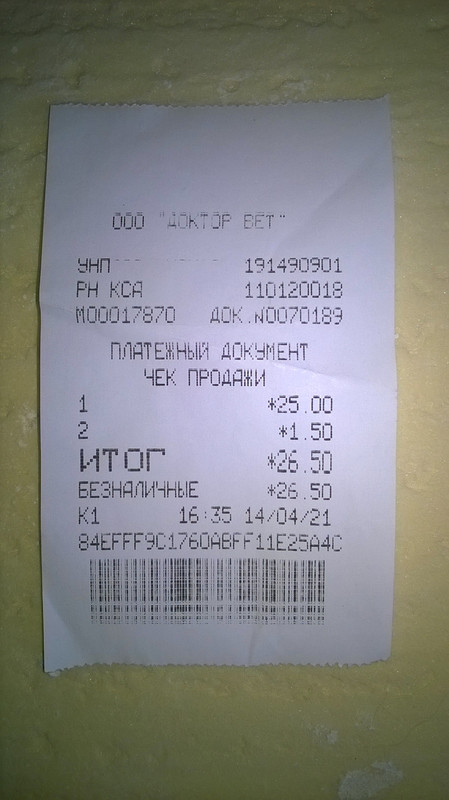 ООО "ДОКТОР ВЕТ"
УНП 191490901
РН КСА 110120018
М00017870 ДОК.N0070189
ПЛАТЕЖНЫЙ ДОКУМЕНТ
ЧЕК ПРОДАЖИ
1 *25.00
2 *1.50
ИТОГ *26.50
БЕЗНАЛИЧНЫЕ *26.50
К1 16:35 14/04/21
84EFFF9C1760ABFF11E25A4C